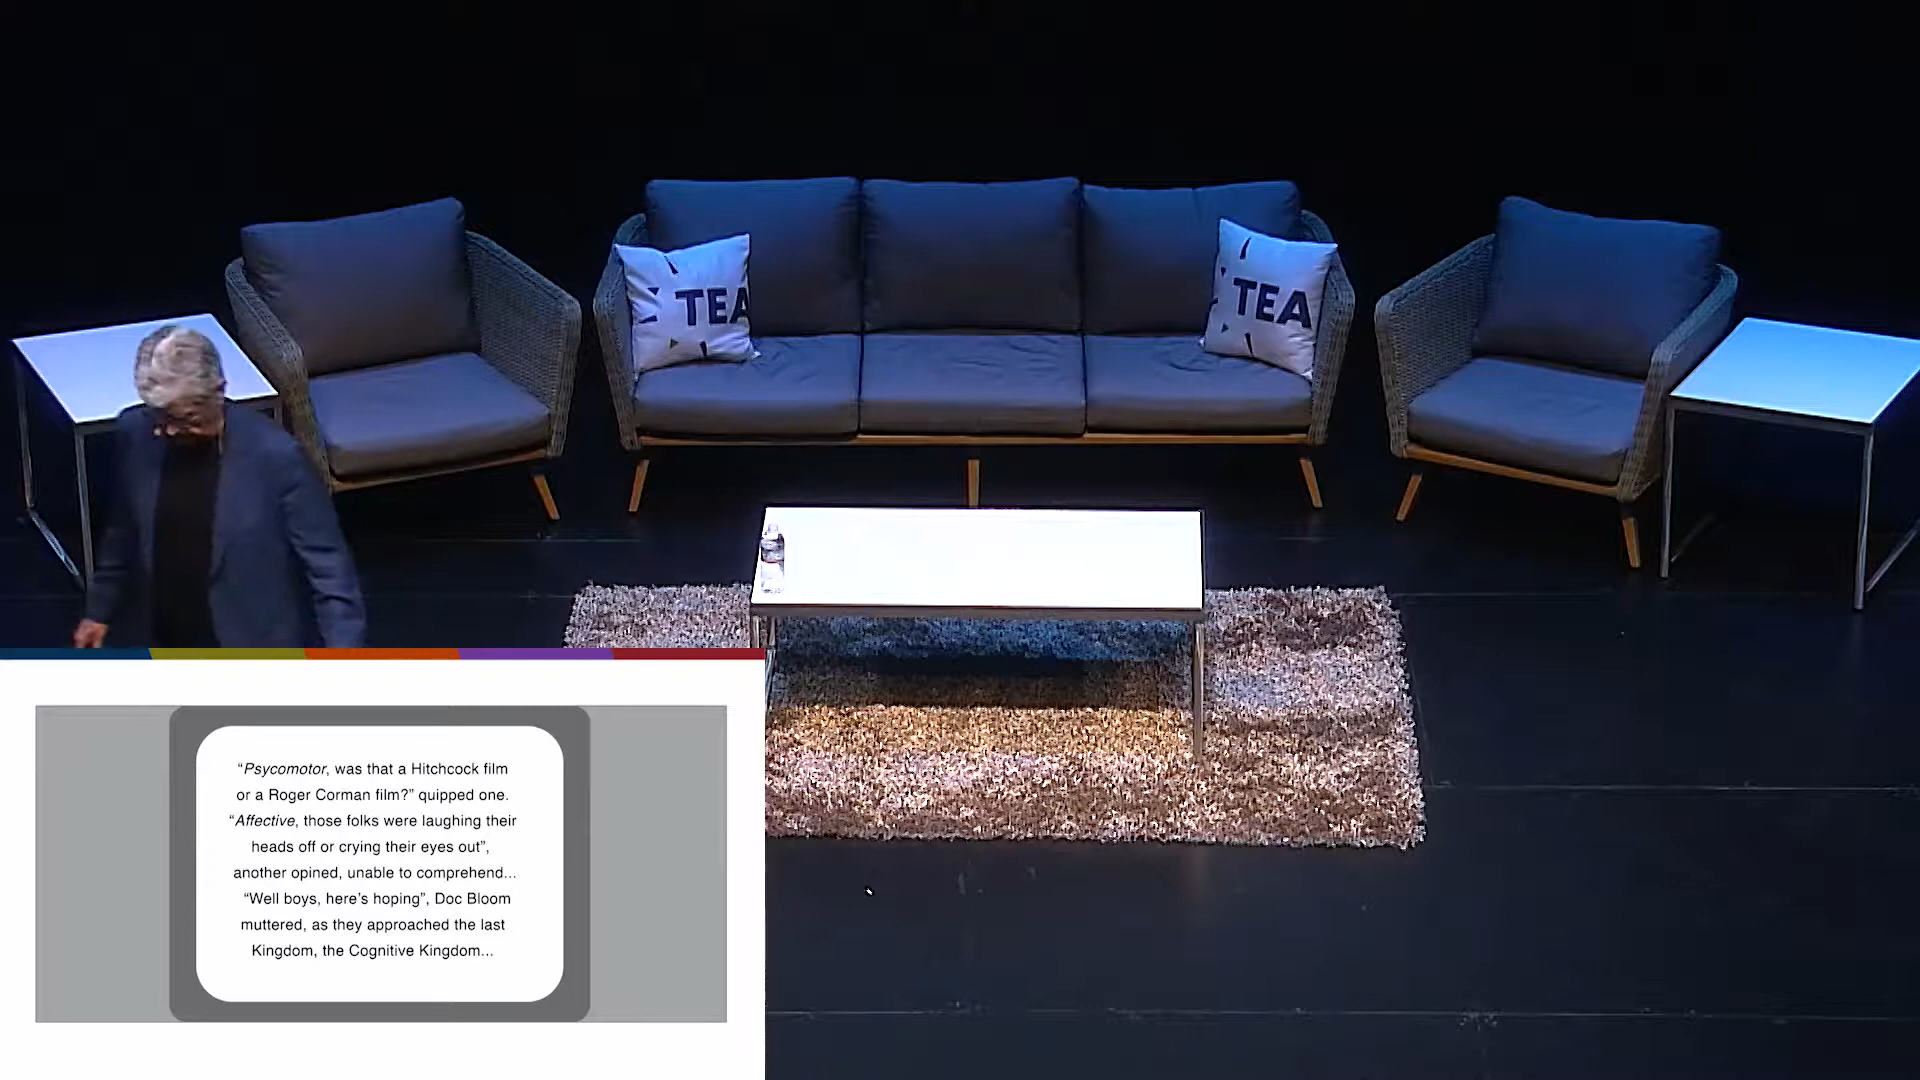 TEA
TEA
“Psycomotor, was that a Hitchcock film
or a Roger Corman film?” quipped one.
“Affective, those folks were laughing their
heads off or crying their eyes out”,
another opined, unable to comprehend...
“Well boys, here’s hoping”, Doc Bloom
muttered, as they approached the last
Kingdom, the Cognitive Kingdom...